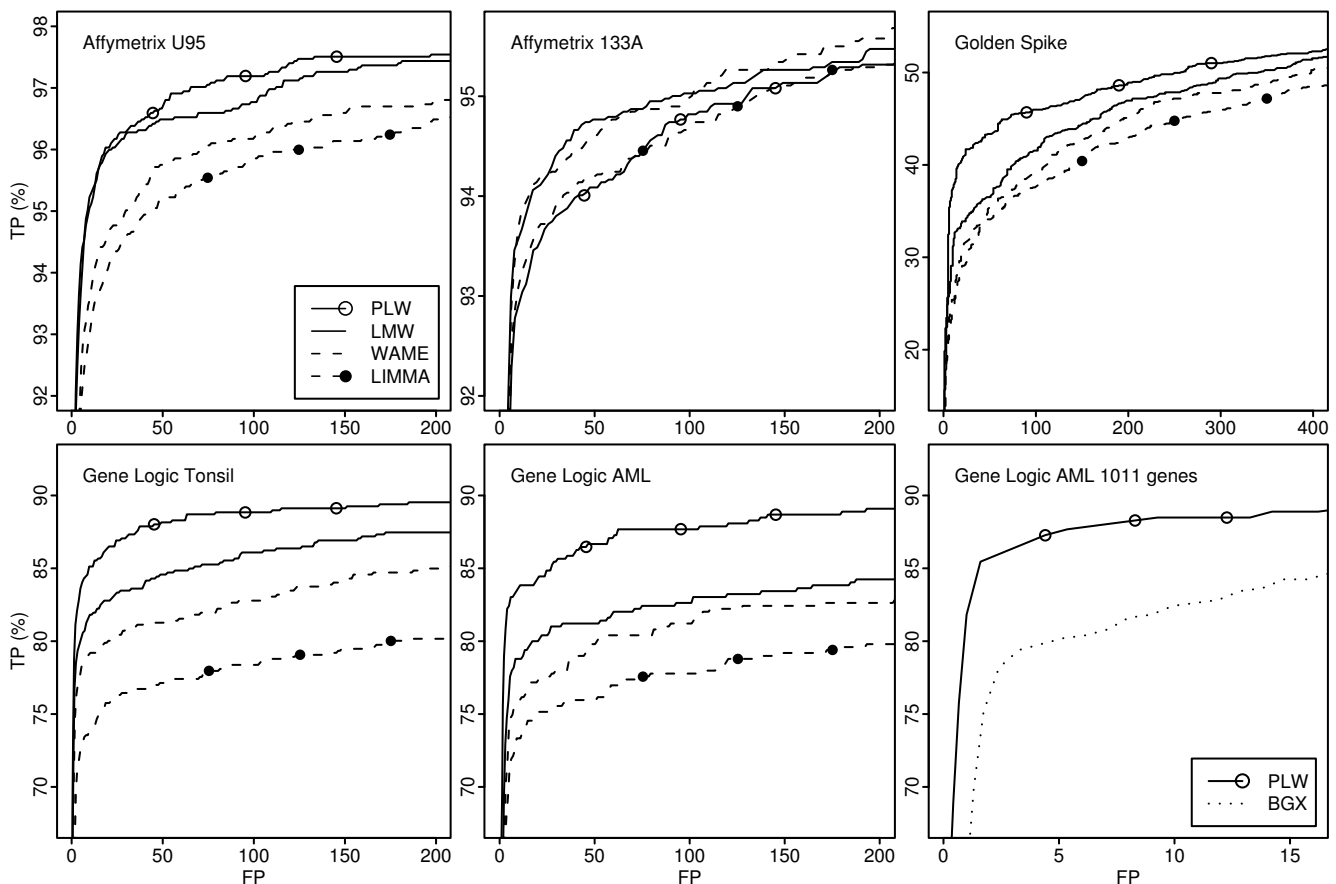 Affymetrix U95
TP (%)
98
97
96
95
94
93
92
PLW
LMW
WAME
LIMMA
0 50 100 150 200
Affymetrix 133A
95
94
93
92
0 50 100 150 200
Golden Spike
50
40
30
20
0 100 200 300 400
Gene Logic Tonsil
TP (%)
90
85
80
75
70
0 50 100 150 200
FP
Gene Logic AML
90
85
80
75
70
0 50 100 150 200
FP
Gene Logic AML 1011 genes
90
85
80
75
70
PLW
BGX
0 5 10 15
FP